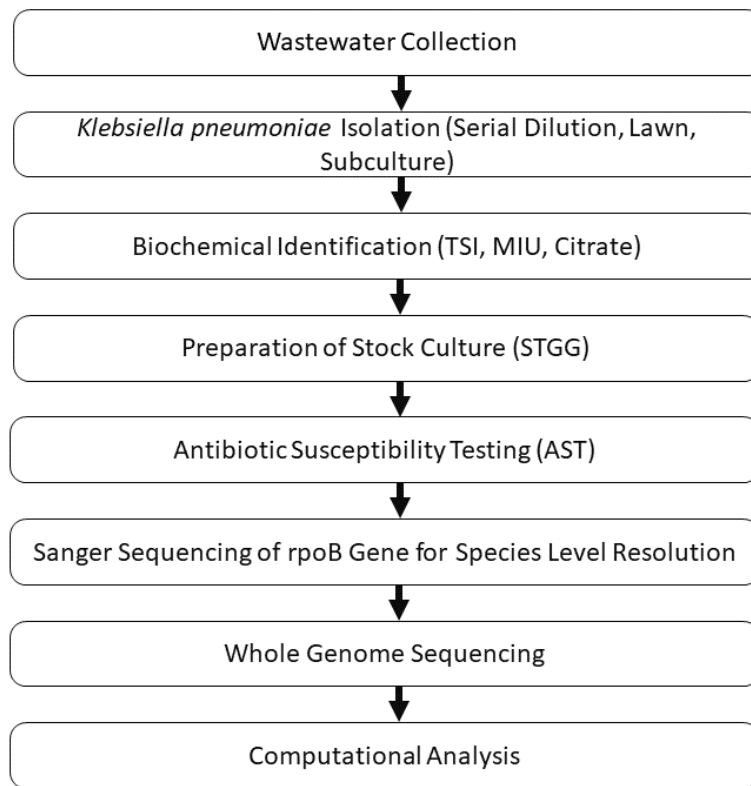 Wastewater Collection
Klebsiella pneumoniae Isolation (Serial Dilution, Lawn,
Subculture)
Biochemical Identification (TSI, MIU, Citrate)
Preparation of Stock Culture (STGG)
Antibiotic Susceptibility Testing (AST)
Sanger Sequencing of rpoB Gene for Species Level Resolution
Whole Genome Sequencing
Computational Analysis